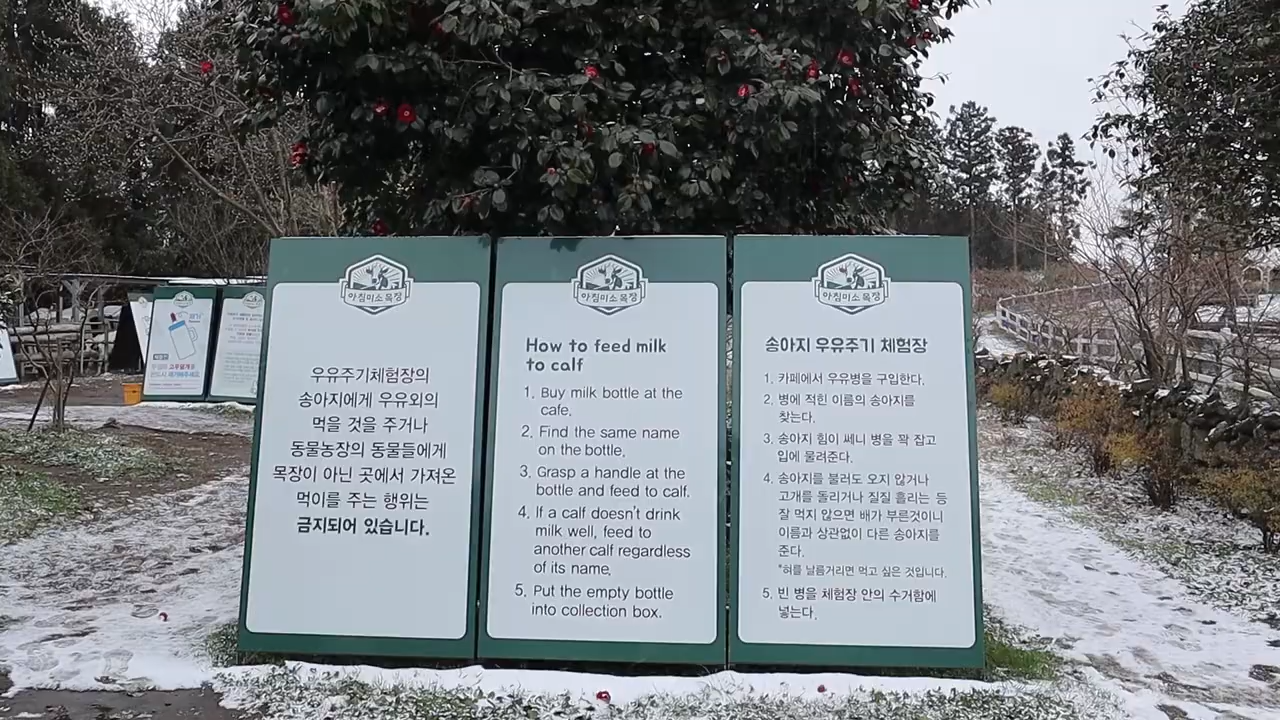 아침미소목장
우유주기체험장의
송아지에게 우유외의
먹을 것을 주거나
동물농장의 동물들에게
목장이 아닌 곳에서 가져온
먹이를 주는 행위는
금지되어 있습니다.
아침미소목장
How to feed milk
to calf
1. Buy milk bottle at the
cafe.
2. Find the same name
on the bottle.
3. Grasp a handle at the
bottle and feed to calf.
4. If a calf doesn't drink
milk well, feed to
another calf regardless
of its name.
5. Put the empty bottle
into collection box.
아침미소목장
송아지 우유주기 체험장
1. 카페에서 우유병을 구입한다.
2. 병에 적힌 이름의 송아지를
찾는다.
3. 송아지 힘이 쎄니 병을 꽉 잡고
입에 물려준다.
4. 송아지를 불러도 오지 않거나
고개를 돌리거나 질질 흘리는 등
잘 먹지 않으면 배가 부른것이니
이름과 상관없이 다른 송아지를
준다.
*혀를 날름거리면 먹고 싶은 것입니다.
5. 빈 병을 체험장 안의 수거함에
넣는다.